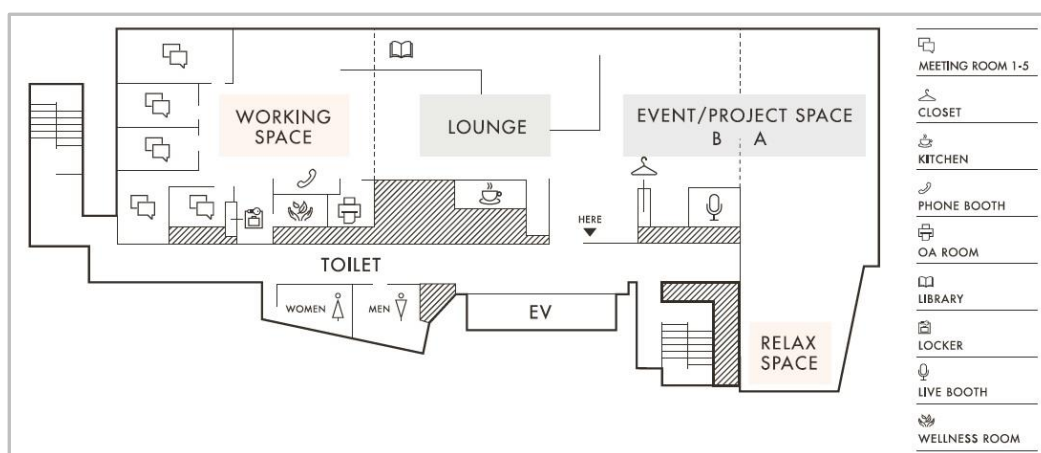 WORKING
SPACE
LOUNGE
EVENT/PROJECT SPACE
B A
HERE
TOILET
WOMEN
MEN
EV
RELAX
SPACE
MEETING ROOM 1-5
CLOSET
KITCHEN
PHONE BOOTH
OA ROOM
LIBRARY
LOCKER
LIVE BOOTH
WELLNESS ROOM